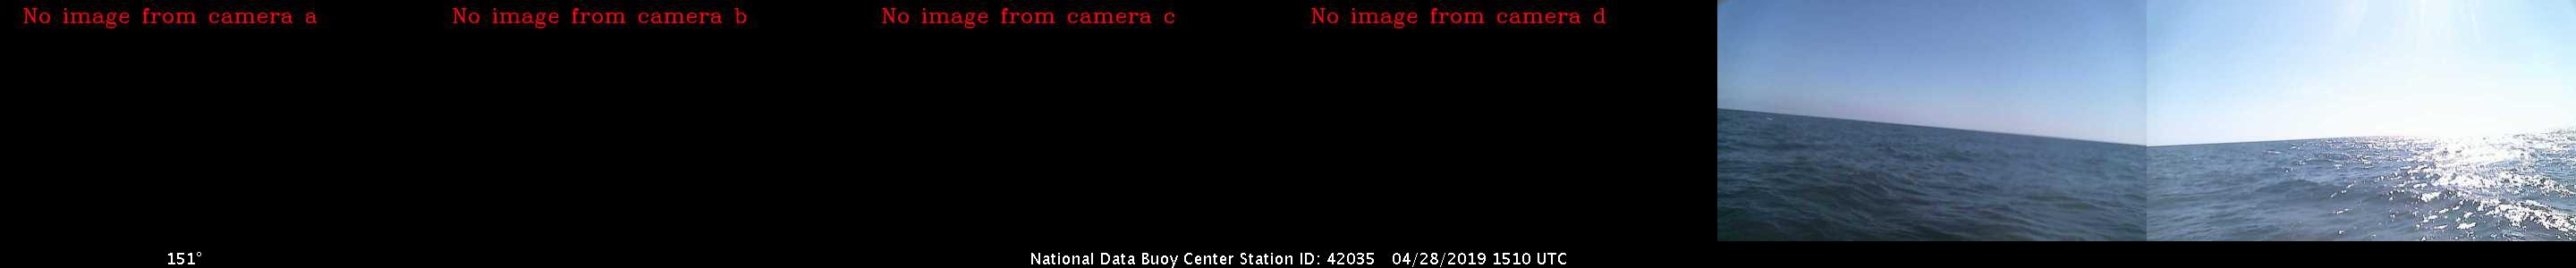 No image from camera a
No image from camera b
No image from camera c
No image from camera d
151°
National Data Buoy Center Station ID: 42035 04/28/2019 1510 UTC